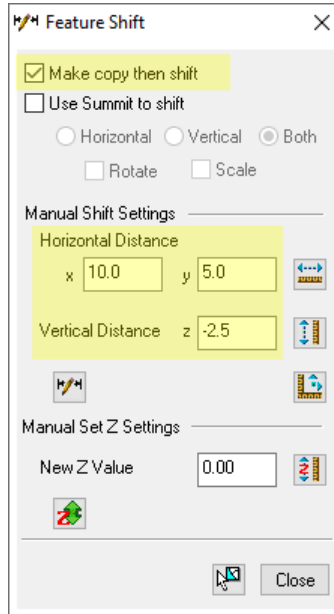 Feature Shift
Make copy then shift
Use Summit to shift
Horizontal Vertical Both
Rotate Scale
Manual Shift Settings
Horizontal Distance
x 10.0 y 5.0
Vertical Distance z -2.5
Manual Set Z Settings
New Z Value 0.00
Close